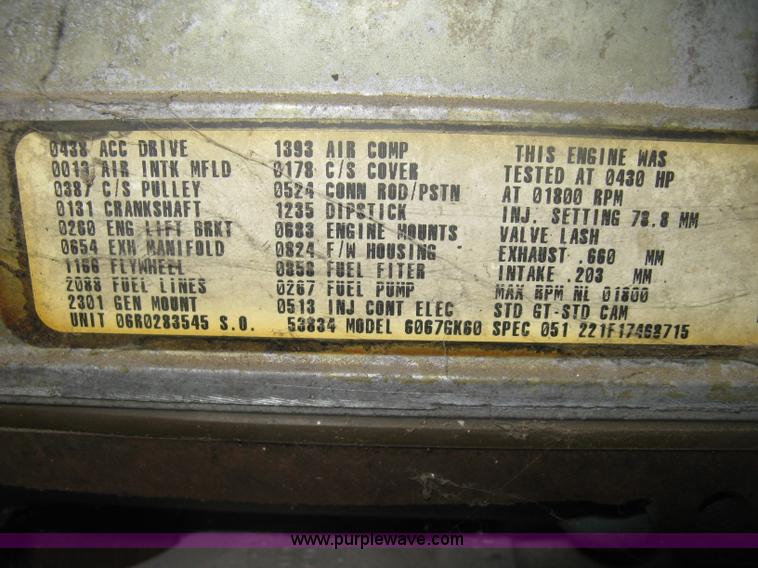 0438 ACC DRIVE
0013 AIR INTK MFLD
0387 C/S PULLEY
0131 CRANKSHAFT
0260 ENG LIFT BRKT
0654 EXH MANIFOLD
1166 FLYWHEEL
2088 FUEL LINES
2301 GEN MOUNT
1393 AIR COMP
0178 C/S COVER
0524 CONN ROD/PSTN
1235 DIPSTICK
0683 ENGINE MOUNTS
0824 F/W HOUSING
0858 FUEL FITER
0267 FUEL PUMP
0513 INJ CONT ELEC
THIS ENGINE WAS
TESTED AT 0430 HP
AT 01800 RPM
INJ. SETTING 78.8 MM
VALVE LASH
EXHAUST .660 MM
INTAKE .203 MM
MAX RPM NL 01800
STD GT-STD CAM
UNIT 06R0283545 S.O. 53834 MODEL 6067GK60 SPEC 051 221F17468715
www.purplewave.com